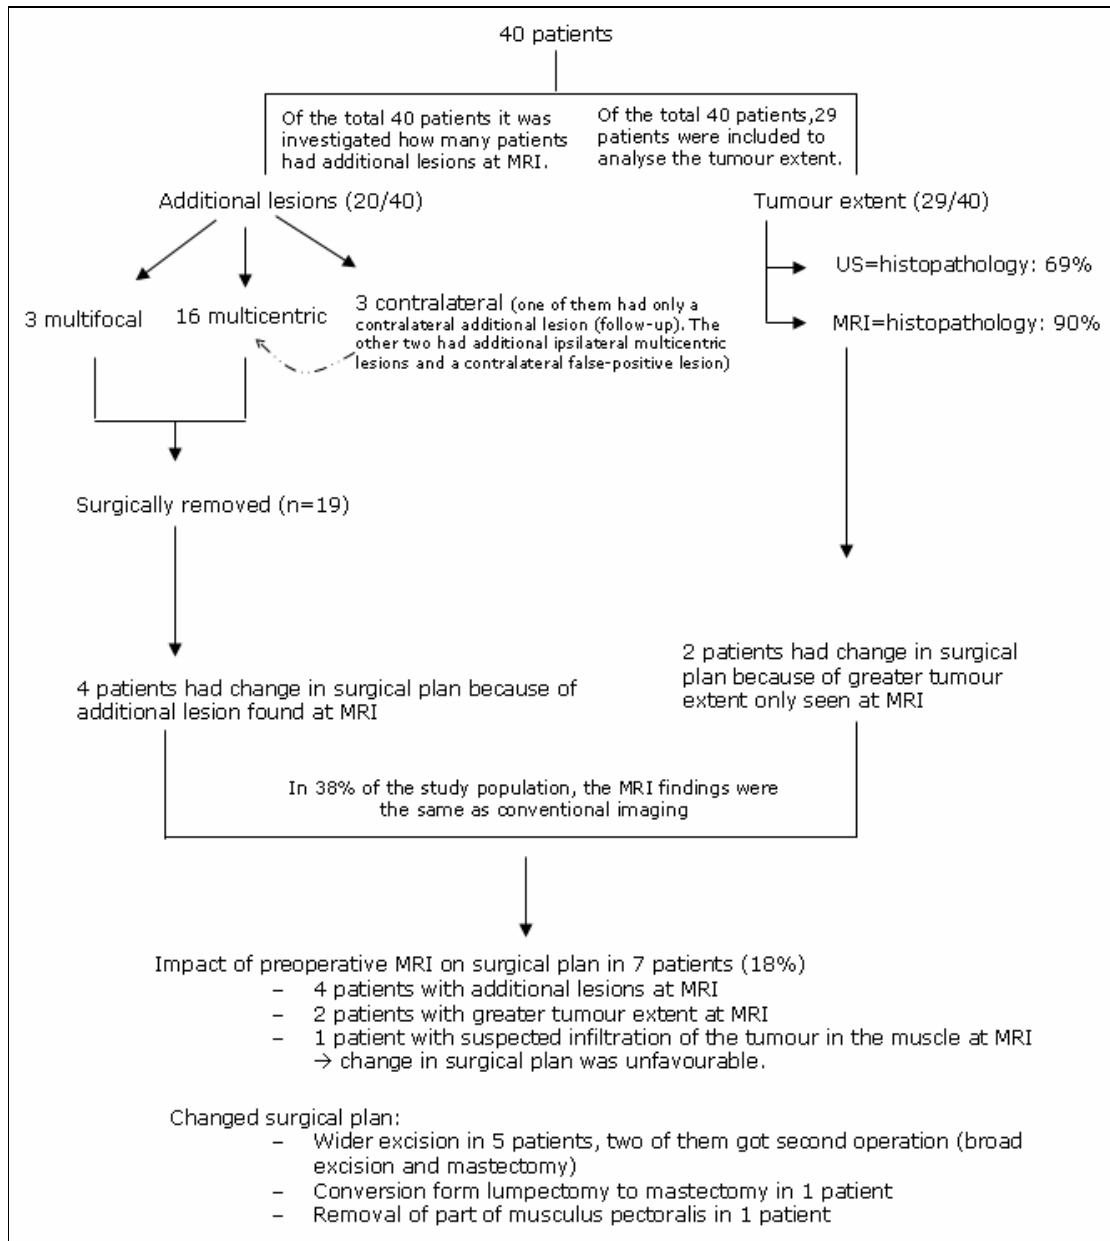 40 patients
Of the total 40 patients it was
investigated how many patients
had additional lesions at MRI.
Of the total 40 patients,29
patients were included to
analyse the tumour extent.
Additional lesions (20/40)
Tumour extent (29/40)
US=histopathology: 69%
MRI=histopathology: 90%
3 multifocal
16 multicentric
3 contralateral (one of them had only a
contralateral additional lesion (follow-up). The
other two had additional ipsilateral multicentric
lesions and a contralateral false-positive lesion)
Surgically removed (n=19)
4 patients had change in surgical plan because of
additional lesion found at MRI
2 patients had change in surgical
plan because of greater tumour
extent only seen at MRI
In 38% of the study population, the MRI findings were
the same as conventional imaging
Impact of preoperative MRI on surgical plan in 7 patients (18%)
– 4 patients with additional lesions at MRI
– 2 patients with greater tumour extent at MRI
– 1 patient with suspected infiltration of the tumour in the muscle at MRI
→ change in surgical plan was unfavourable.
Changed surgical plan:
– Wider excision in 5 patients, two of them got second operation (broad
excision and mastectomy)
– Conversion form lumpectomy to mastectomy in 1 patient
– Removal of part of musculus pectoralis in 1 patient